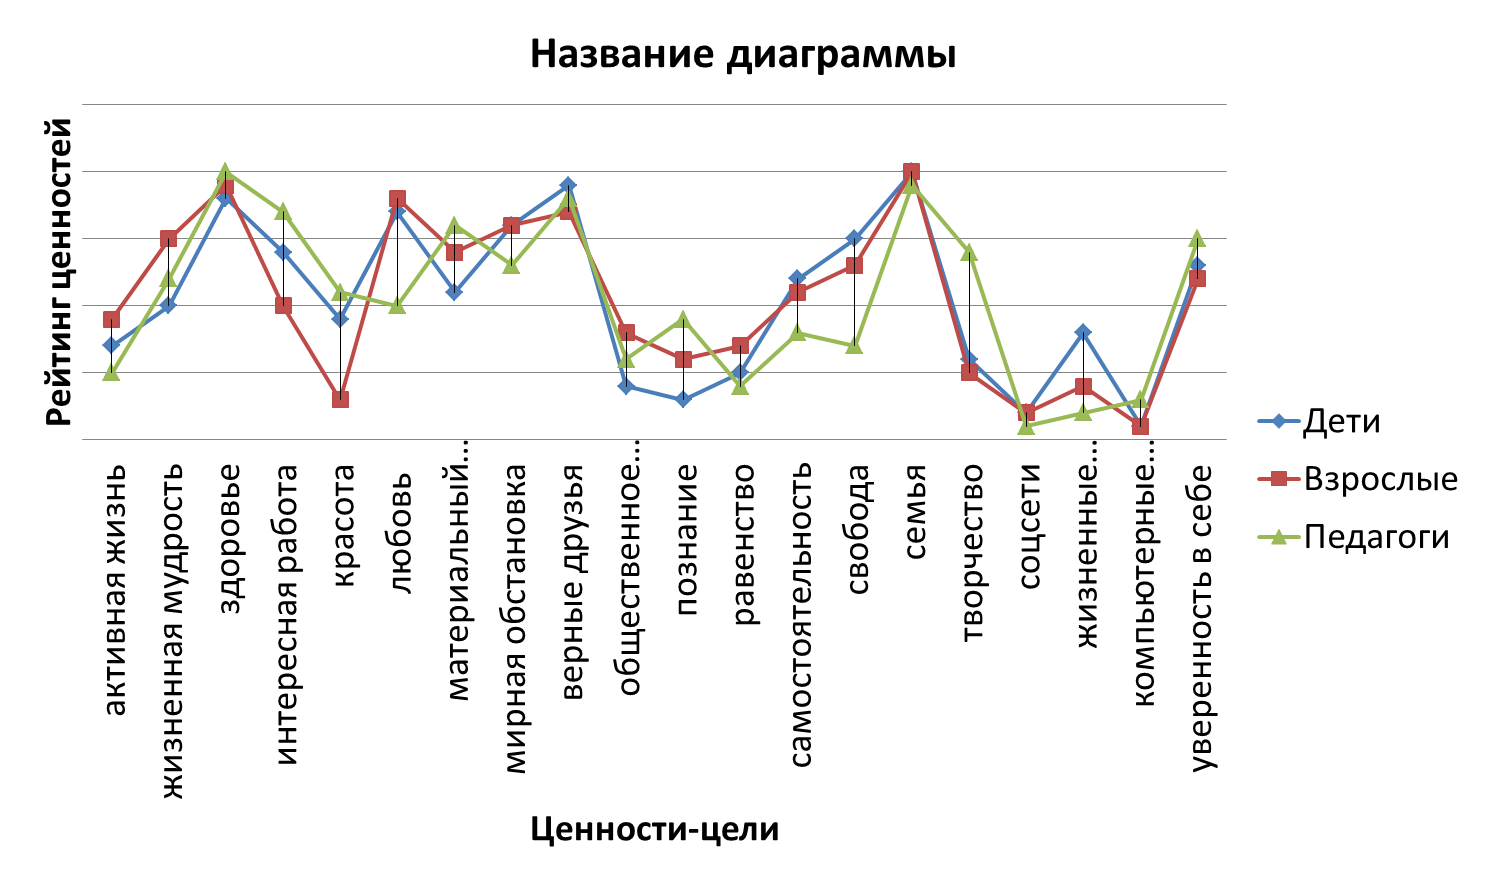 Название диаграммы
Рейтинг ценностей
активная жизнь
жизненная мудрость
здоровье
интересная работа
красота
любовь
материальный…
мирная обстановка
верные друзья
общественное…
познание
равенство
самостоятельность
свобода
семья
творчество
соцсети
жизненные…
компьютерные…
уверенность в себе
Ценности-цели
Дети
Взрослые
Педагоги